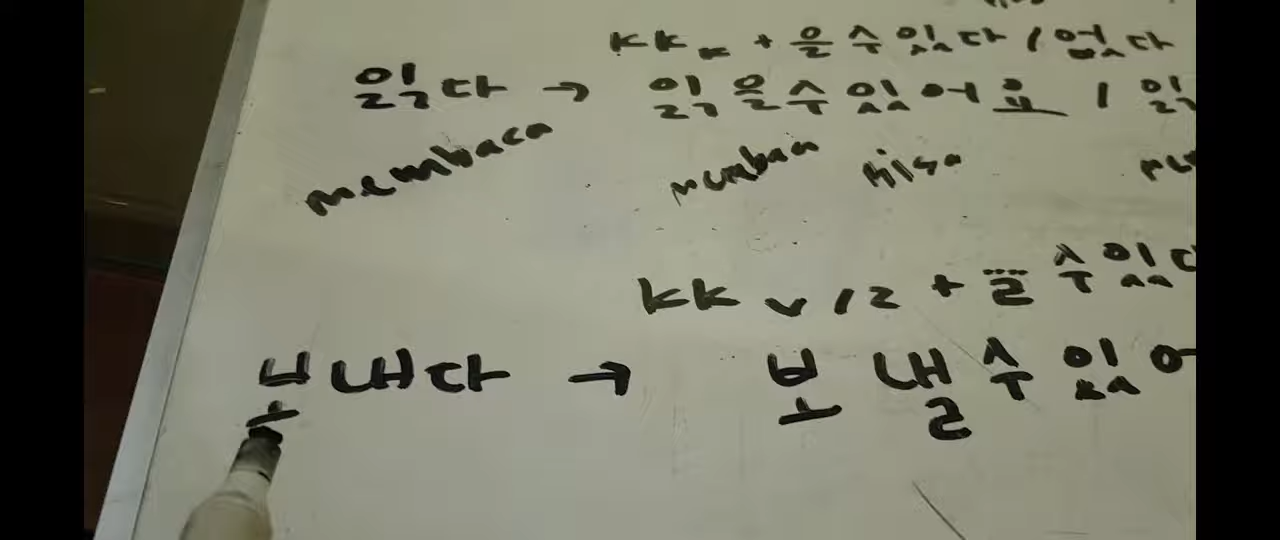 KK K + 을 수 있다 / 없다
읽다 → 읽을 수 있어요 / 읽
membaca membaca bisa
KK V / ㄹ + ...ㄹ 수 있다
보내다 → 보낼 수 있어